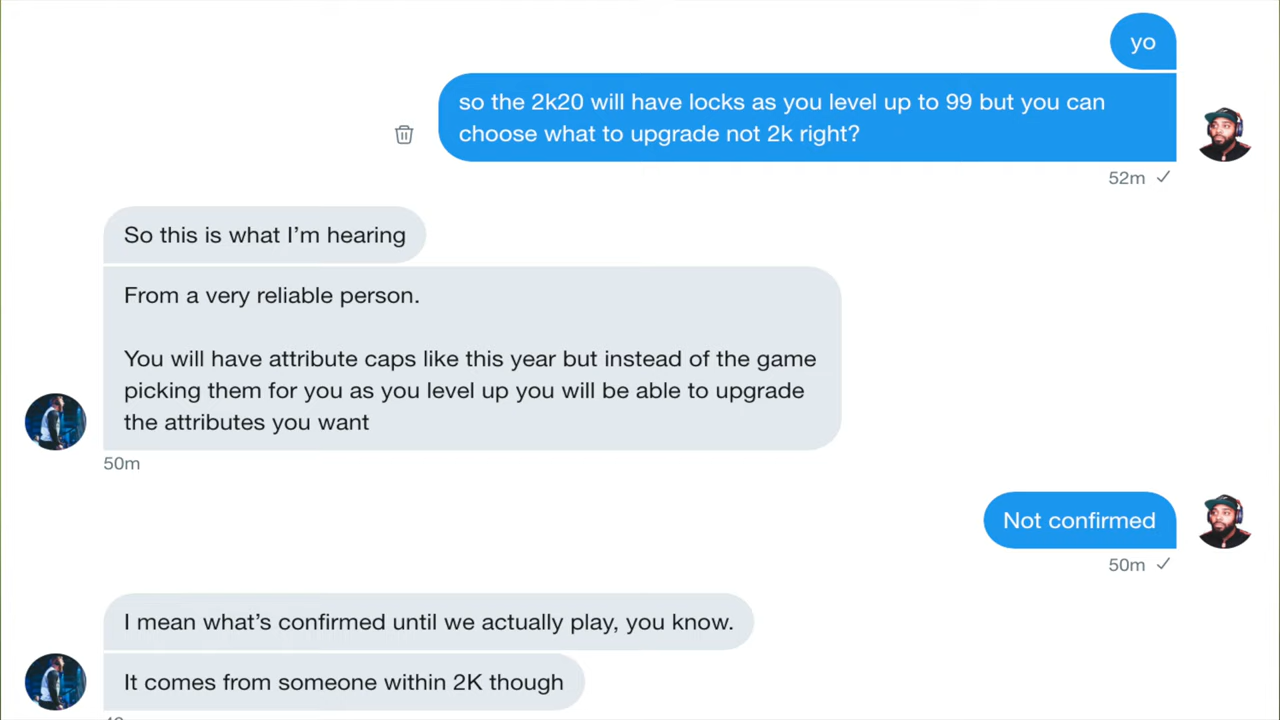 yo
so the 2k20 will have locks as you level up to 99 but you can
choose what to upgrade not 2k right?
52m
So this is what I’m hearing
From a very reliable person.
You will have attribute caps like this year but instead of the game
picking them for you as you level up you will be able to upgrade
the attributes you want
50m
Not confirmed
50m
I mean what’s confirmed until we actually play, you know.
It comes from someone within 2K though